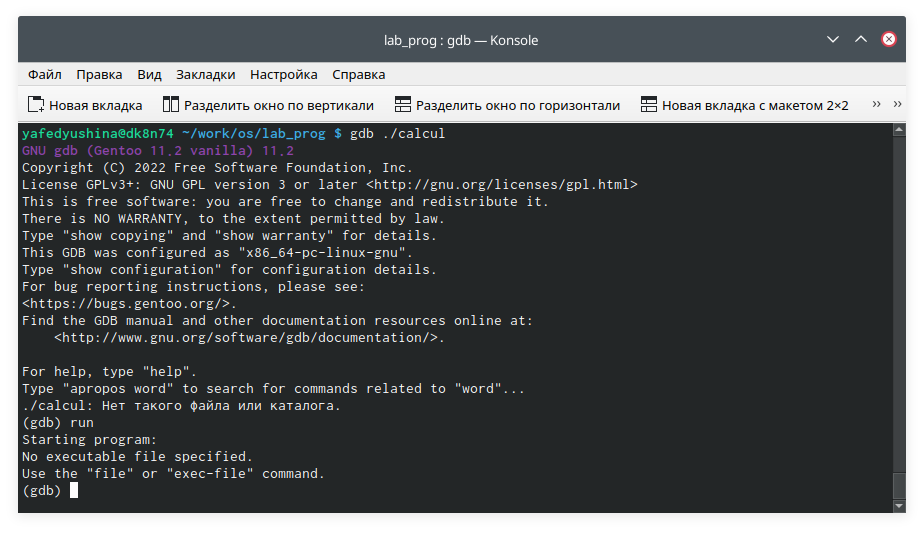 lab_prog : gdb — Konsole
Файл Правка Вид Закладки Настройка Справка
Новая вкладка Разделить окно по вертикали Разделить окно по горизонтали Новая вкладка с макетом 2×2 » »
yafedyushina@dk8n74 ~/work/os/lab_prog $ gdb ./calcul
GNU gdb (Gentoo 11.2 vanilla) 11.2
Copyright (C) 2022 Free Software Foundation, Inc.
License GPLv3+: GNU GPL version 3 or later <http://gnu.org/licenses/gpl.html>
This is free software: you are free to change and redistribute it.
There is NO WARRANTY, to the extent permitted by law.
Type "show copying" and "show warranty" for details.
This GDB was configured as "x86_64-pc-linux-gnu".
Type "show configuration" for configuration details.
For bug reporting instructions, please see:
<https://bugs.gentoo.org/>.
Find the GDB manual and other documentation resources online at:
    <http://www.gnu.org/software/gdb/documentation/>.

For help, type "help".
Type "apropos word" to search for commands related to "word"...
./calcul: Нет такого файла или каталога.
(gdb) run
Starting program:
No executable file specified.
Use the "file" or "exec-file" command.
(gdb)